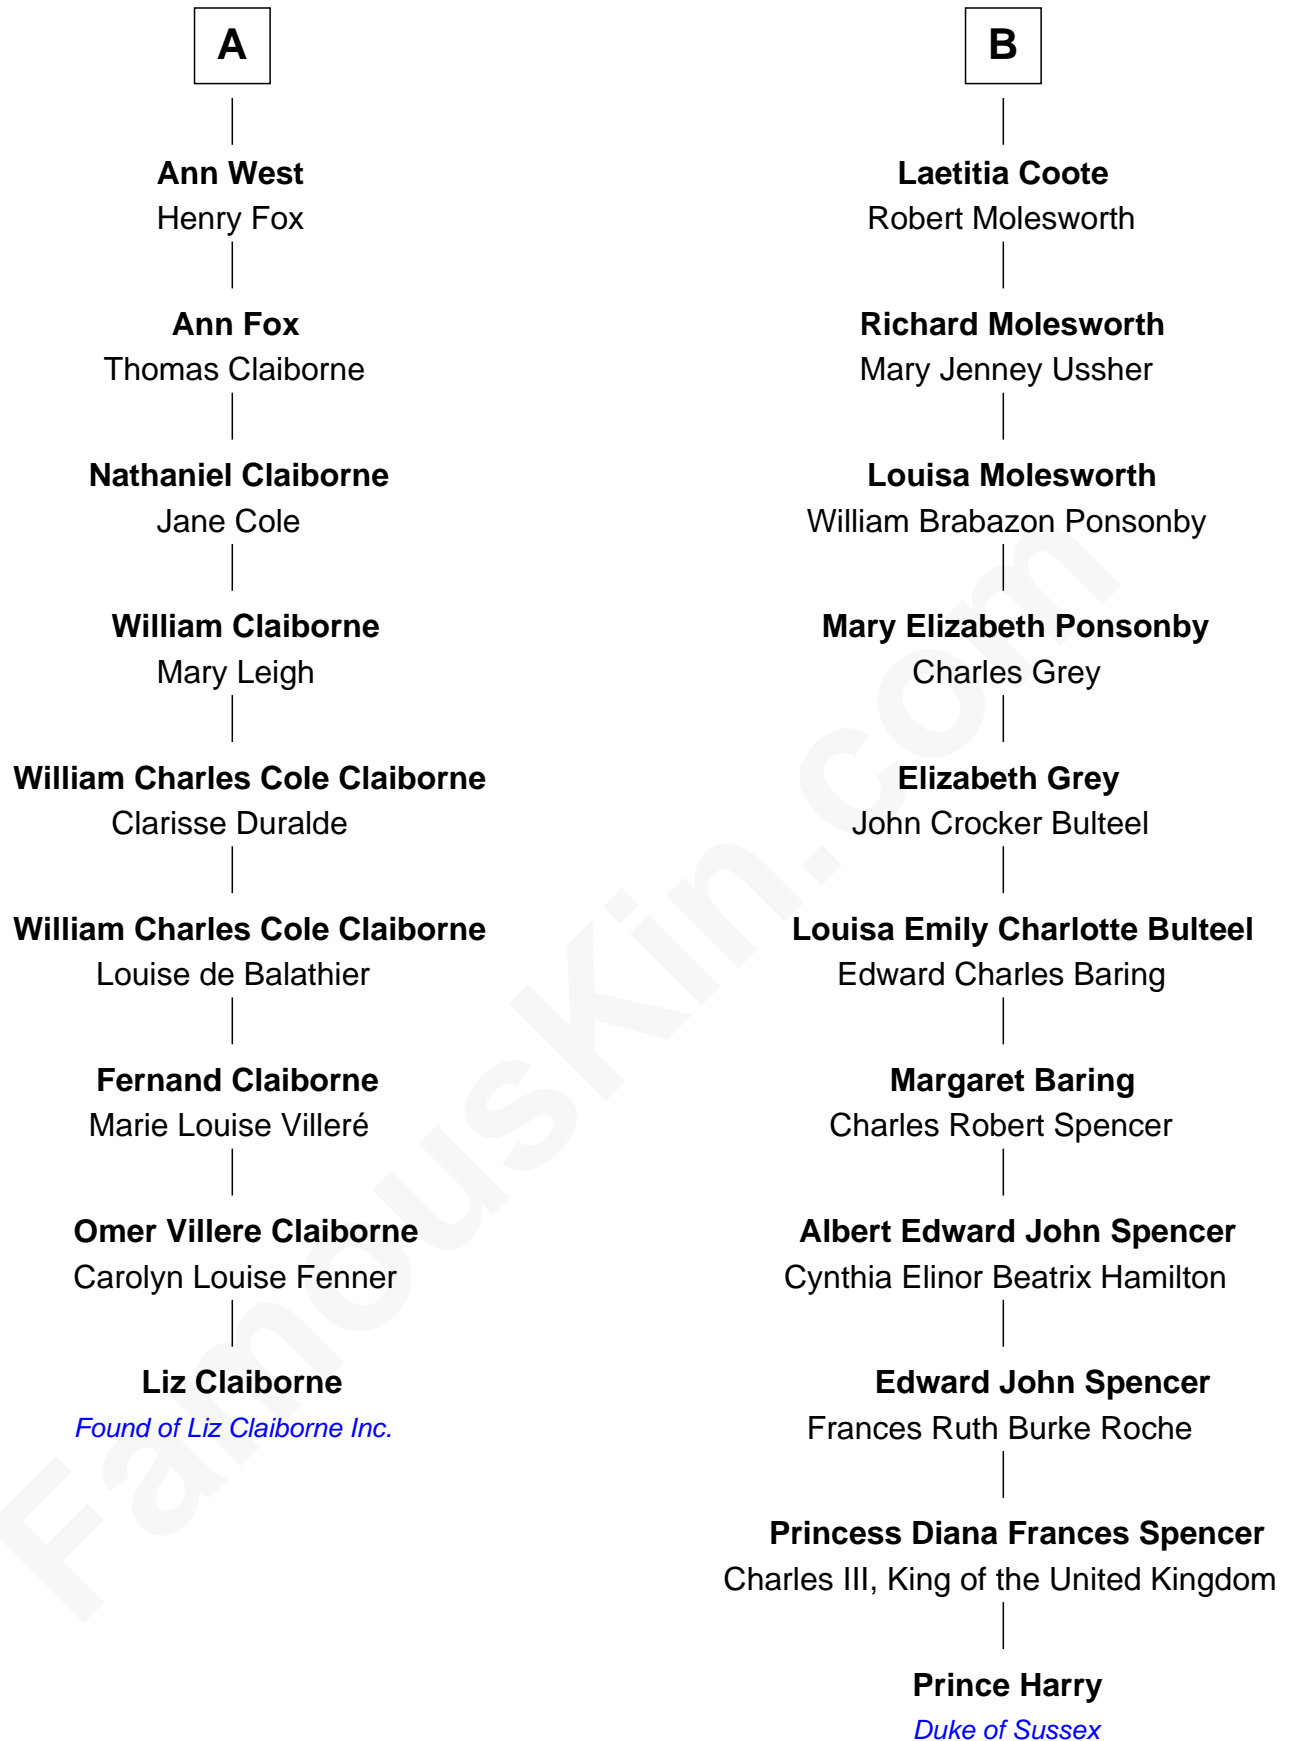 A
Ann West
Henry Fox
Ann Fox
Thomas Claiborne
Nathaniel Claiborne
Jane Cole
William Claiborne
Mary Leigh
William Charles Cole Claiborne
Clarisse Duralde
William Charles Cole Claiborne
Louise de Balathier
Fernand Claiborne
Marie Louise Villeré
Omer Villere Claiborne
Carolyn Louise Fenner
Liz Claiborne
Found of Liz Claiborne Inc.
B
Laetitia Coote
Robert Molesworth
Richard Molesworth
Mary Jenney Ussher
Louisa Molesworth
William Brabazon Ponsonby
Mary Elizabeth Ponsonby
Charles Grey
Elizabeth Grey
John Crocker Bulteel
Louisa Emily Charlotte Bulteel
Edward Charles Baring
Margaret Baring
Charles Robert Spencer
Albert Edward John Spencer
Cynthia Elinor Beatrix Hamilton
Edward John Spencer
Frances Ruth Burke Roche
Princess Diana Frances Spencer
Charles III, King of the United Kingdom
Prince Harry
Duke of Sussex
FamousKin.com